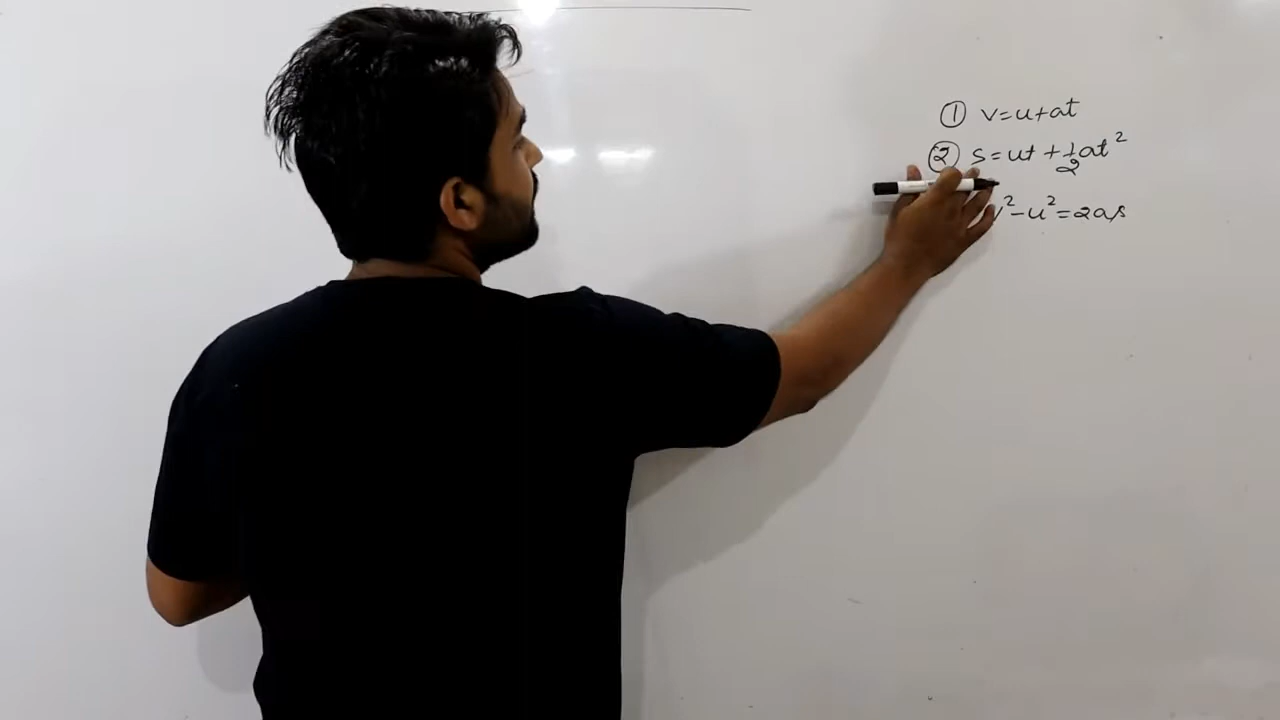 ① v=u+at
② s=ut+½at²
v²-u²=2as